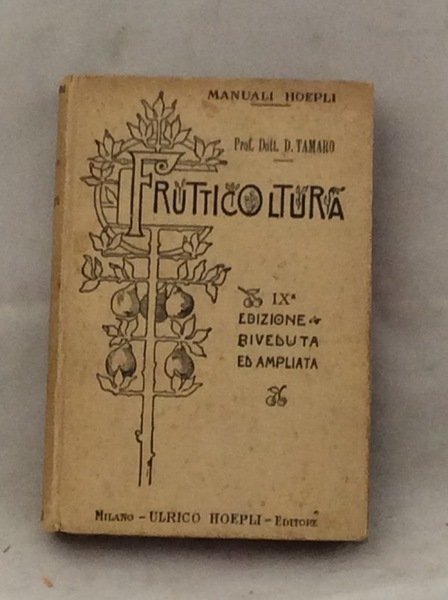 MANUALI HOEPLI
Prof. Dott. D. TAMARO
FRUTTICOLTURA
IXª
EDIZIONE
RIVEDUTA
ED AMPLIATA
MILANO - ULRICO HOEPLI - EDITORE